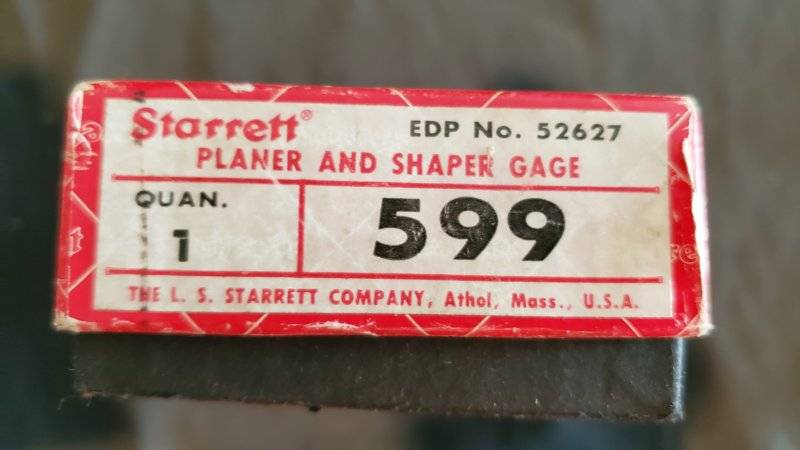 Starrett®
EDP No. 52627
PLANER AND SHAPER GAGE
QUAN.
1
599
THE L. S. STARRETT COMPANY, Athol, Mass., U.S.A.